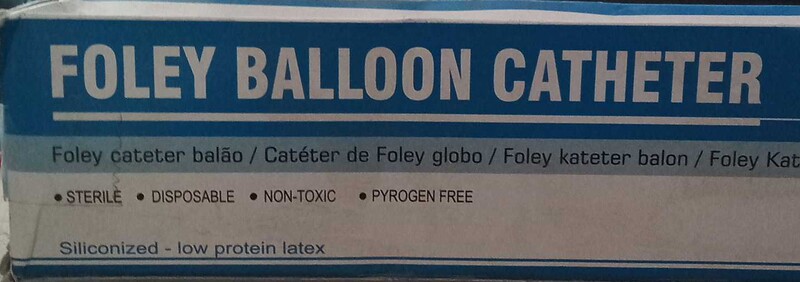 FOLEY BALLOON CATHETER
Foley cateter balão / Catéter de Foley globo / Foley kateter balon / Foley Kat
• STERILE • DISPOSABLE • NON-TOXIC • PYROGEN FREE
Siliconized - low protein latex